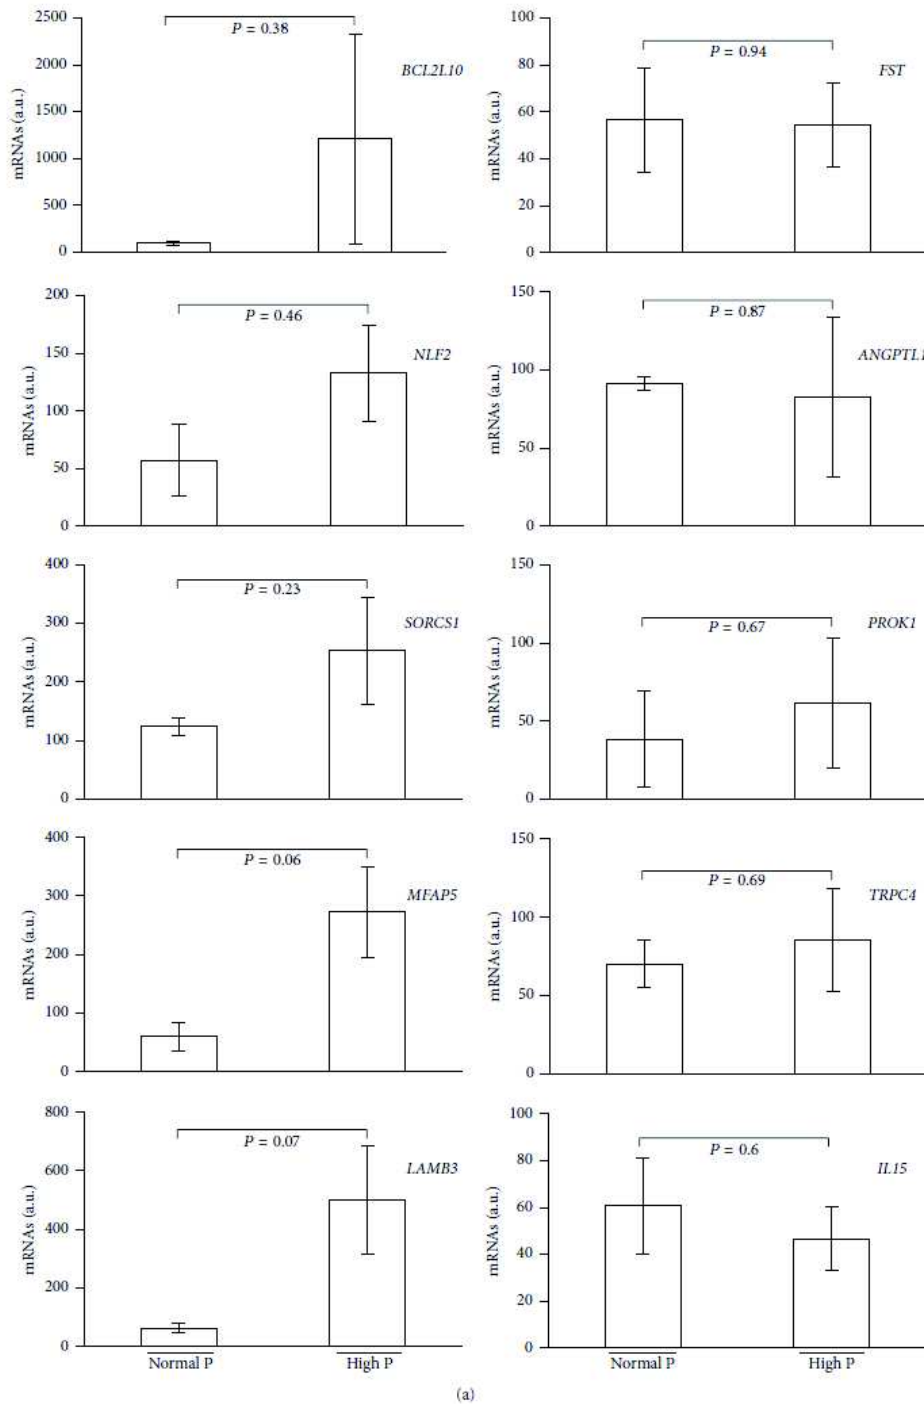 2500
2000
1500
1000
500
0
mRNAs (a.u.)
P = 0.38
BCL2L10
100
80
60
40
20
0
mRNAs (a.u.)
P = 0.94
FST
200
150
100
50
0
mRNAs (a.u.)
P = 0.46
NLF2
150
100
50
0
mRNAs (a.u.)
P = 0.87
ANGPTL1
400
300
200
100
0
mRNAs (a.u.)
P = 0.23
SORCS1
150
100
50
0
mRNAs (a.u.)
P = 0.67
PROK1
400
300
200
100
0
mRNAs (a.u.)
P = 0.06
MFAP5
150
100
50
0
mRNAs (a.u.)
P = 0.69
TRPC4
800
600
400
200
0
mRNAs (a.u.)
P = 0.07
LAMB3
Normal P
High P
100
80
60
40
20
0
mRNAs (a.u.)
P = 0.6
IL15
Normal P
High P
(a)